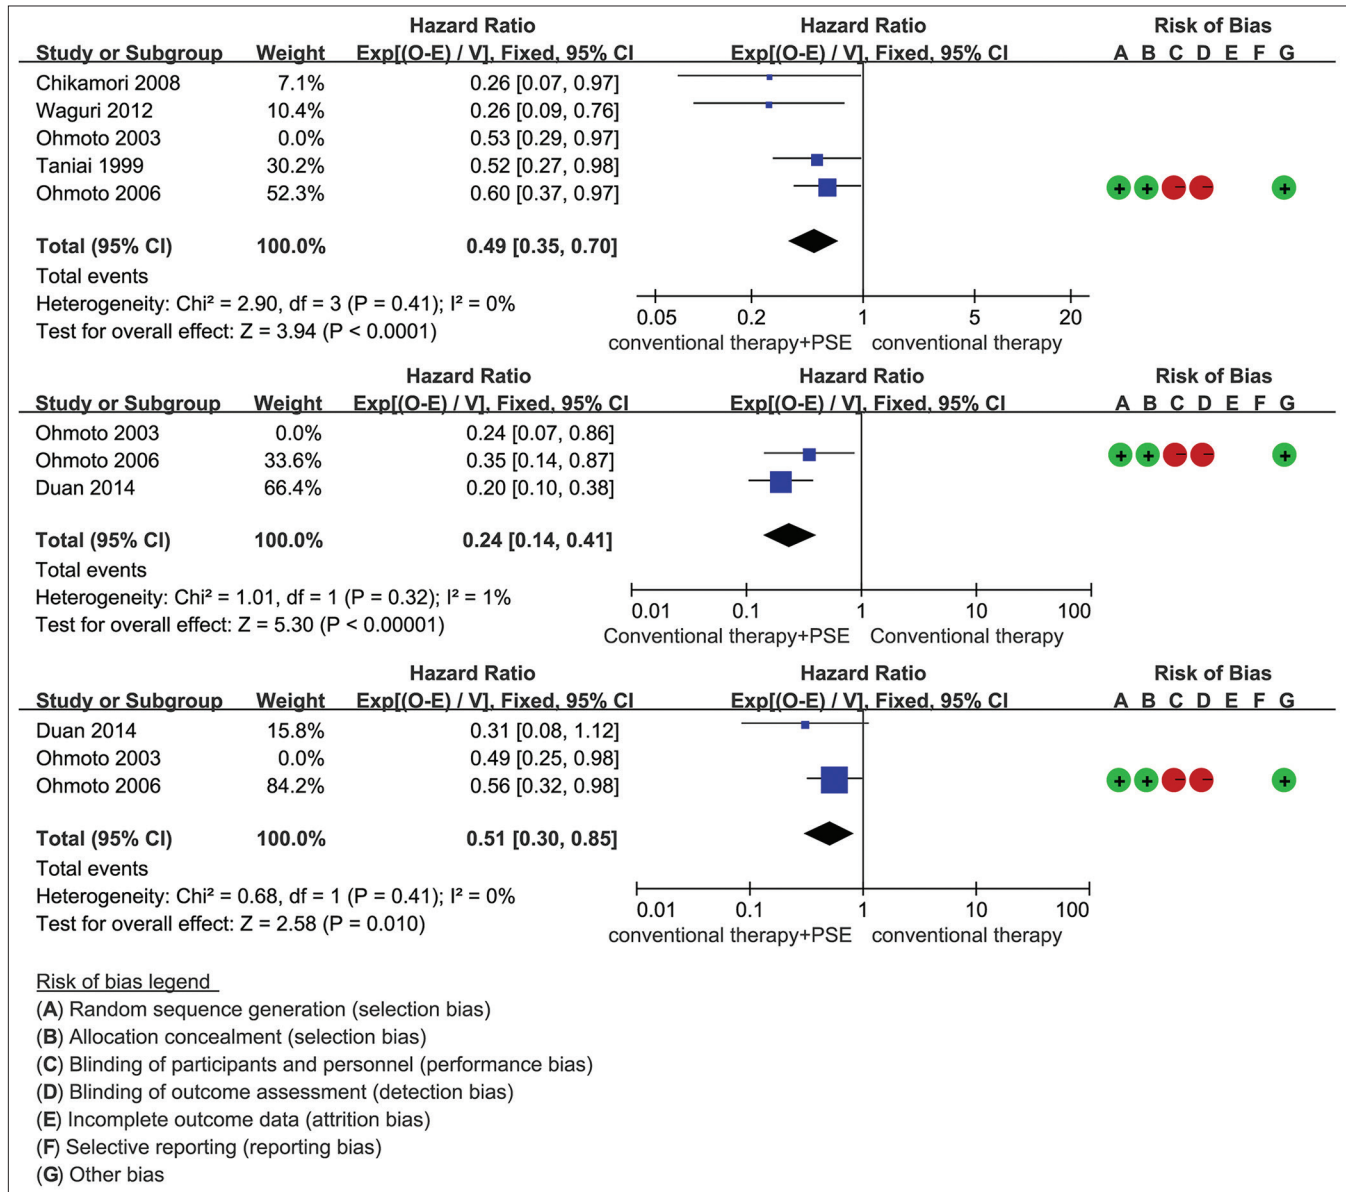 Hazard Ratio Hazard Ratio Risk of Bias
Study or Subgroup Weight Exp[(O-E) / V], Fixed, 95% CI Exp[(O-E) / V], Fixed, 95% CI A B C D E F G
Chikamori 2008 7.1% 0.26 [0.07, 0.97]
Waguri 2012 10.4% 0.26 [0.09, 0.76]
Ohmoto 2003 0.0% 0.53 [0.29, 0.97]
Taniai 1999 30.2% 0.52 [0.27, 0.98]
Ohmoto 2006 52.3% 0.60 [0.37, 0.97] + + - - +
Total (95% CI) 100.0% 0.49 [0.35, 0.70]
Total events
Heterogeneity: Chi² = 2.90, df = 3 (P = 0.41); I² = 0%
Test for overall effect: Z = 3.94 (P < 0.0001)
0.05 0.2 1 5 20
conventional therapy+PSE conventional therapy
Hazard Ratio Hazard Ratio Risk of Bias
Study or Subgroup Weight Exp[(O-E) / V], Fixed, 95% CI Exp[(O-E) / V], Fixed, 95% CI A B C D E F G
Ohmoto 2003 0.0% 0.24 [0.07, 0.86]
Ohmoto 2006 33.6% 0.35 [0.14, 0.87] + + - - +
Duan 2014 66.4% 0.20 [0.10, 0.38]
Total (95% CI) 100.0% 0.24 [0.14, 0.41]
Total events
Heterogeneity: Chi² = 1.01, df = 1 (P = 0.32); I² = 1%
Test for overall effect: Z = 5.30 (P < 0.00001)
0.01 0.1 1 10 100
Conventional therapy+PSE Conventional therapy
Hazard Ratio Hazard Ratio Risk of Bias
Study or Subgroup Weight Exp[(O-E) / V], Fixed, 95% CI Exp[(O-E) / V], Fixed, 95% CI A B C D E F G
Duan 2014 15.8% 0.31 [0.08, 1.12]
Ohmoto 2003 0.0% 0.49 [0.25, 0.98]
Ohmoto 2006 84.2% 0.56 [0.32, 0.98] + + - - +
Total (95% CI) 100.0% 0.51 [0.30, 0.85]
Total events
Heterogeneity: Chi² = 0.68, df = 1 (P = 0.41); I² = 0%
Test for overall effect: Z = 2.58 (P = 0.010)
0.01 0.1 1 10 100
conventional therapy+PSE conventional therapy
Risk of bias legend
(A) Random sequence generation (selection bias)
(B) Allocation concealment (selection bias)
(C) Blinding of participants and personnel (performance bias)
(D) Blinding of outcome assessment (detection bias)
(E) Incomplete outcome data (attrition bias)
(F) Selective reporting (reporting bias)
(G) Other bias